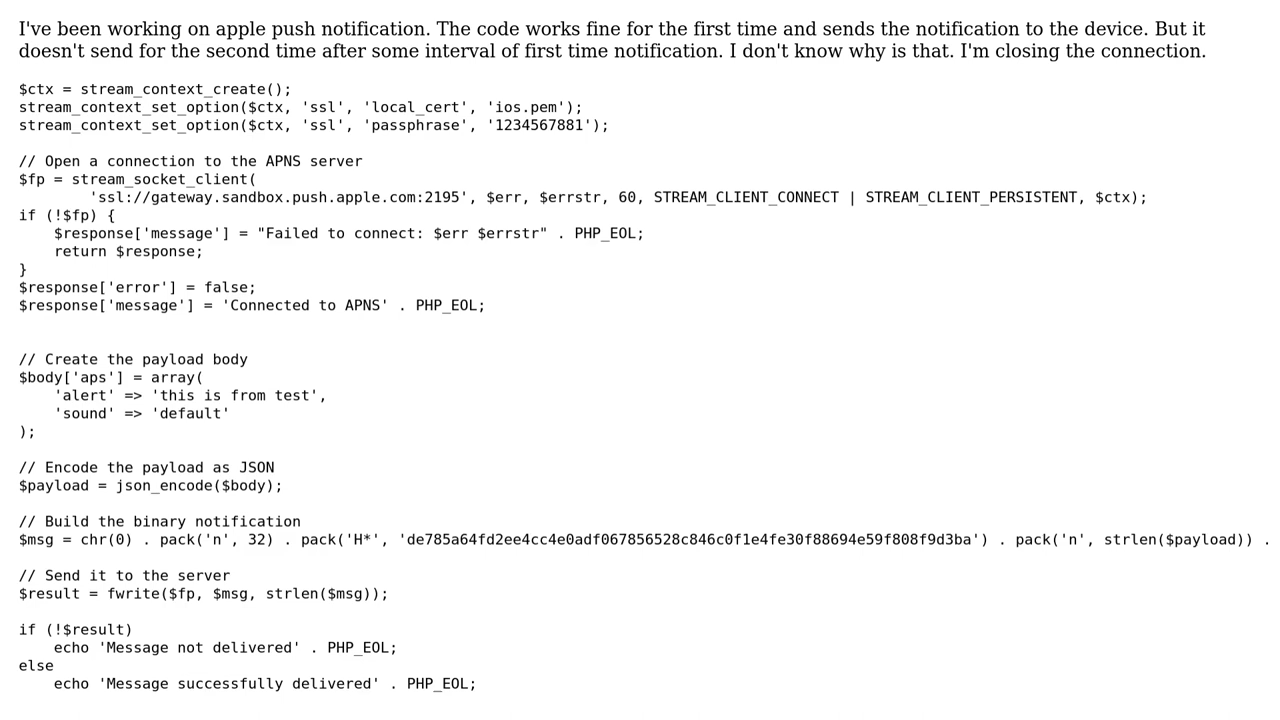 I've been working on apple push notification. The code works fine for the first time and sends the notification to the device. But it
doesn't send for the second time after some interval of first time notification. I don't know why is that. I'm closing the connection.
$ctx = stream_context_create();
stream_context_set_option($ctx, 'ssl', 'local_cert', 'ios.pem');
stream_context_set_option($ctx, 'ssl', 'passphrase', '1234567881');
// Open a connection to the APNS server
$fp = stream_socket_client(
        'ssl://gateway.sandbox.push.apple.com:2195', $err, $errstr, 60, STREAM_CLIENT_CONNECT | STREAM_CLIENT_PERSISTENT, $ctx);
if (!$fp) {
    $response['message'] = "Failed to connect: $err $errstr" . PHP_EOL;
    return $response;
}
$response['error'] = false;
$response['message'] = 'Connected to APNS' . PHP_EOL;
// Create the payload body
$body['aps'] = array(
    'alert' => 'this is from test',
    'sound' => 'default'
);
// Encode the payload as JSON
$payload = json_encode($body);
// Build the binary notification
$msg = chr(0) . pack('n', 32) . pack('H*', 'de785a64fd2ee4cc4e0adf067856528c846c0f1e4fe30f88694e59f808f9d3ba') . pack('n', strlen($payload)) .
// Send it to the server
$result = fwrite($fp, $msg, strlen($msg));
if (!$result)
    echo 'Message not delivered' . PHP_EOL;
else
    echo 'Message successfully delivered' . PHP_EOL;